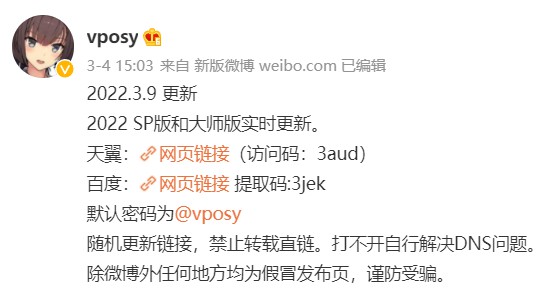 vposy
3-4 15:03 来自 新版微博 weibo.com 已编辑
2022.3.9 更新
2022 SP版和大师版实时更新。
天翼：网页链接（访问码：3aud）
百度：网页链接 提取码:3jek
默认密码为@vposy
随机更新链接，禁止转载直链。打不开自行解决DNS问题。
除微博外任何地方均为假冒发布页，谨防受骗。